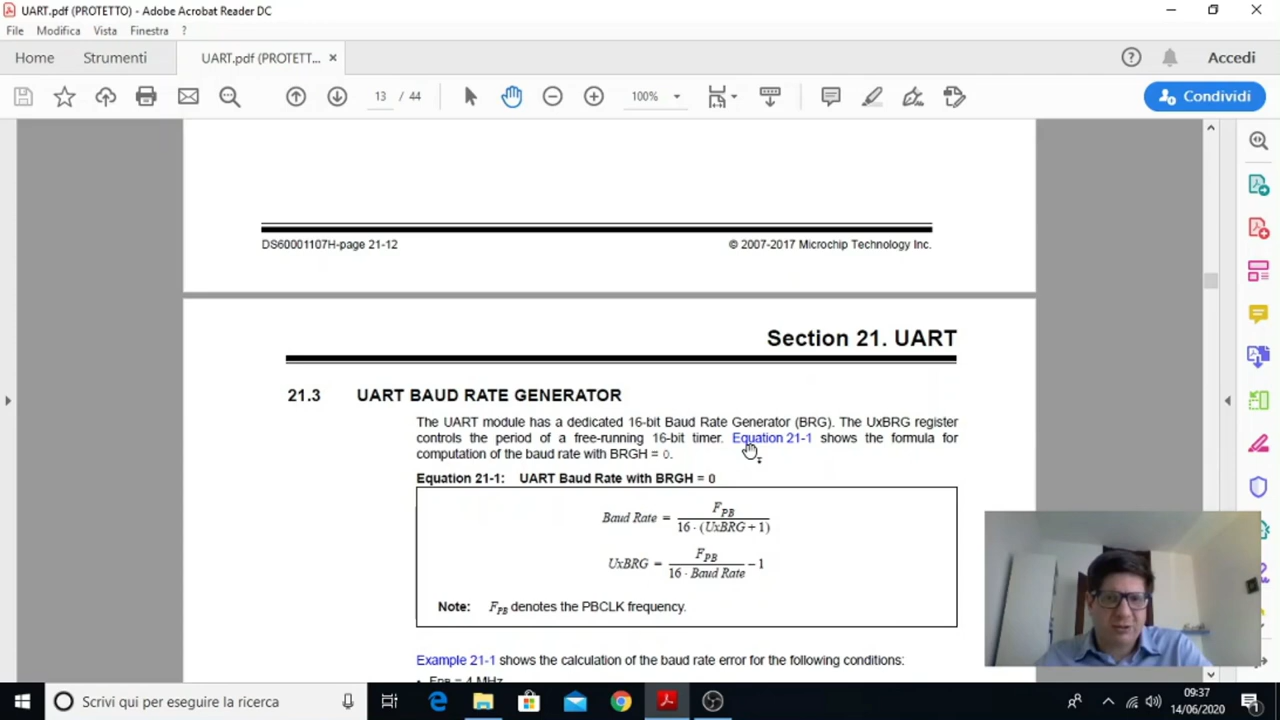 UART.pdf (PROTETTO) - Adobe Acrobat Reader DC
File Modifica Vista Finestra ?
Home Strumenti UART.pdf (PROTETT... × Accedi
13 / 44 100% Condividi
DS60001107H-page 21-12 © 2007-2017 Microchip Technology Inc.
Section 21. UART
21.3 UART BAUD RATE GENERATOR
The UART module has a dedicated 16-bit Baud Rate Generator (BRG). The UxBRG register
controls the period of a free-running 16-bit timer. Equation 21-1 shows the formula for
computation of the baud rate with BRGH = 0.
Equation 21-1: UART Baud Rate with BRGH = 0
Baud Rate = FPB / 16 · (UxBRG + 1)
UxBRG = FPB / 16 · Baud Rate − 1
Note: FPB denotes the PBCLK frequency.
Example 21-1 shows the calculation of the baud rate error for the following conditions:
• FPB = 4 MHz
Scrivi qui per eseguire la ricerca
09:37
14/06/2020